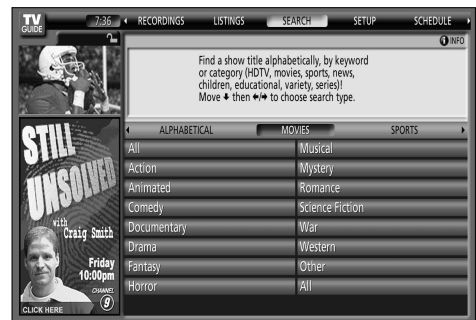 TV GUIDE
7:36
RECORDINGS LISTINGS SEARCH SETUP SCHEDULE
i INFO
Find a show title alphabetically, by keyword
or category (HDTV, movies, sports, news,
children, educational, variety, series)!
Move ↓ then ←/→ to choose search type.
ALPHABETICAL MOVIES SPORTS
All Musical
Action Mystery
Animated Romance
Comedy Science Fiction
Documentary War
Drama Western
Fantasy Other
Horror All
STILL
UNSOLVED
with
Craig Smith
Friday
10:00pm
CHANNEL
9
CLICK HERE